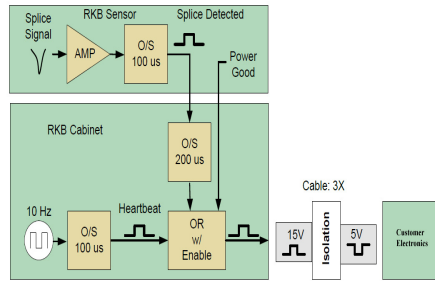 Splice
Signal
RKB Sensor
Splice Detected
AMP
O/S
100 us
Power
Good
RKB Cabinet
O/S
200 us
10 Hz
O/S
100 us
Heartbeat
OR
w/
Enable
Cable: 3X
15V
Isolation
5V
Customer
Electronics